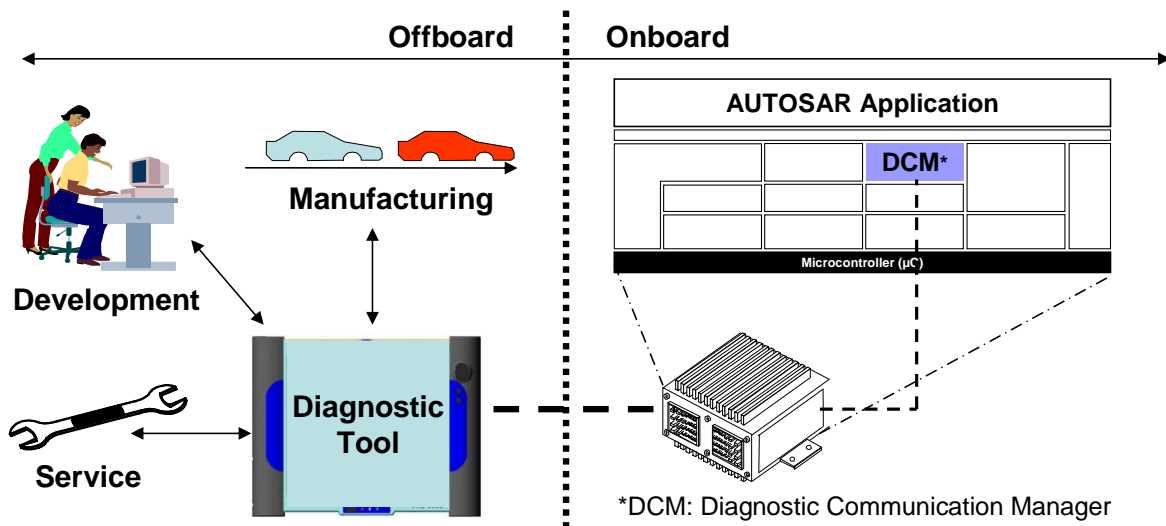 Offboard
Onboard
AUTOSAR Application
DCM*
Manufacturing
Microcontroller (µC)
Development
Diagnostic
Tool
Service
*DCM: Diagnostic Communication Manager